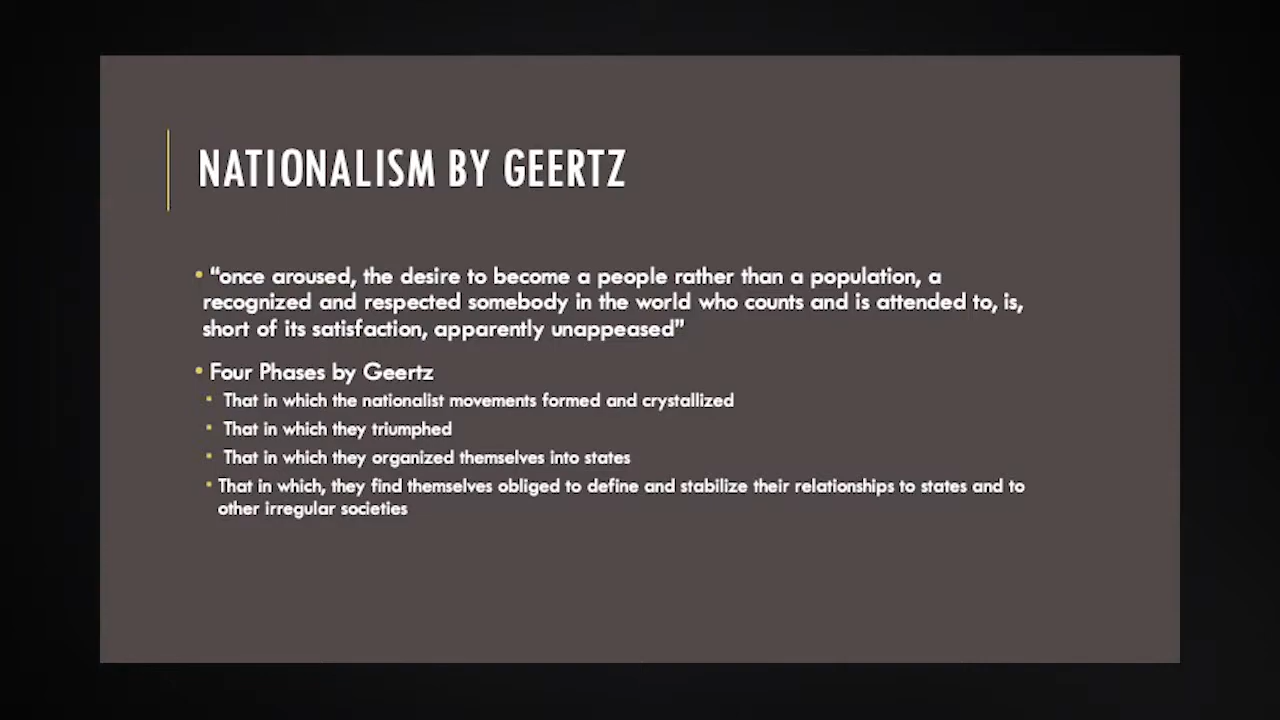 NATIONALISM BY GEERTZ
• “once aroused, the desire to become a people rather than a population, a
recognized and respected somebody in the world who counts and is attended to, is,
short of its satisfaction, apparently unappeased”
• Four Phases by Geertz
• That in which the nationalist movements formed and crystallized
• That in which they triumphed
• That in which they organized themselves into states
• That in which, they find themselves obliged to define and stabilize their relationships to states and to
other irregular societies